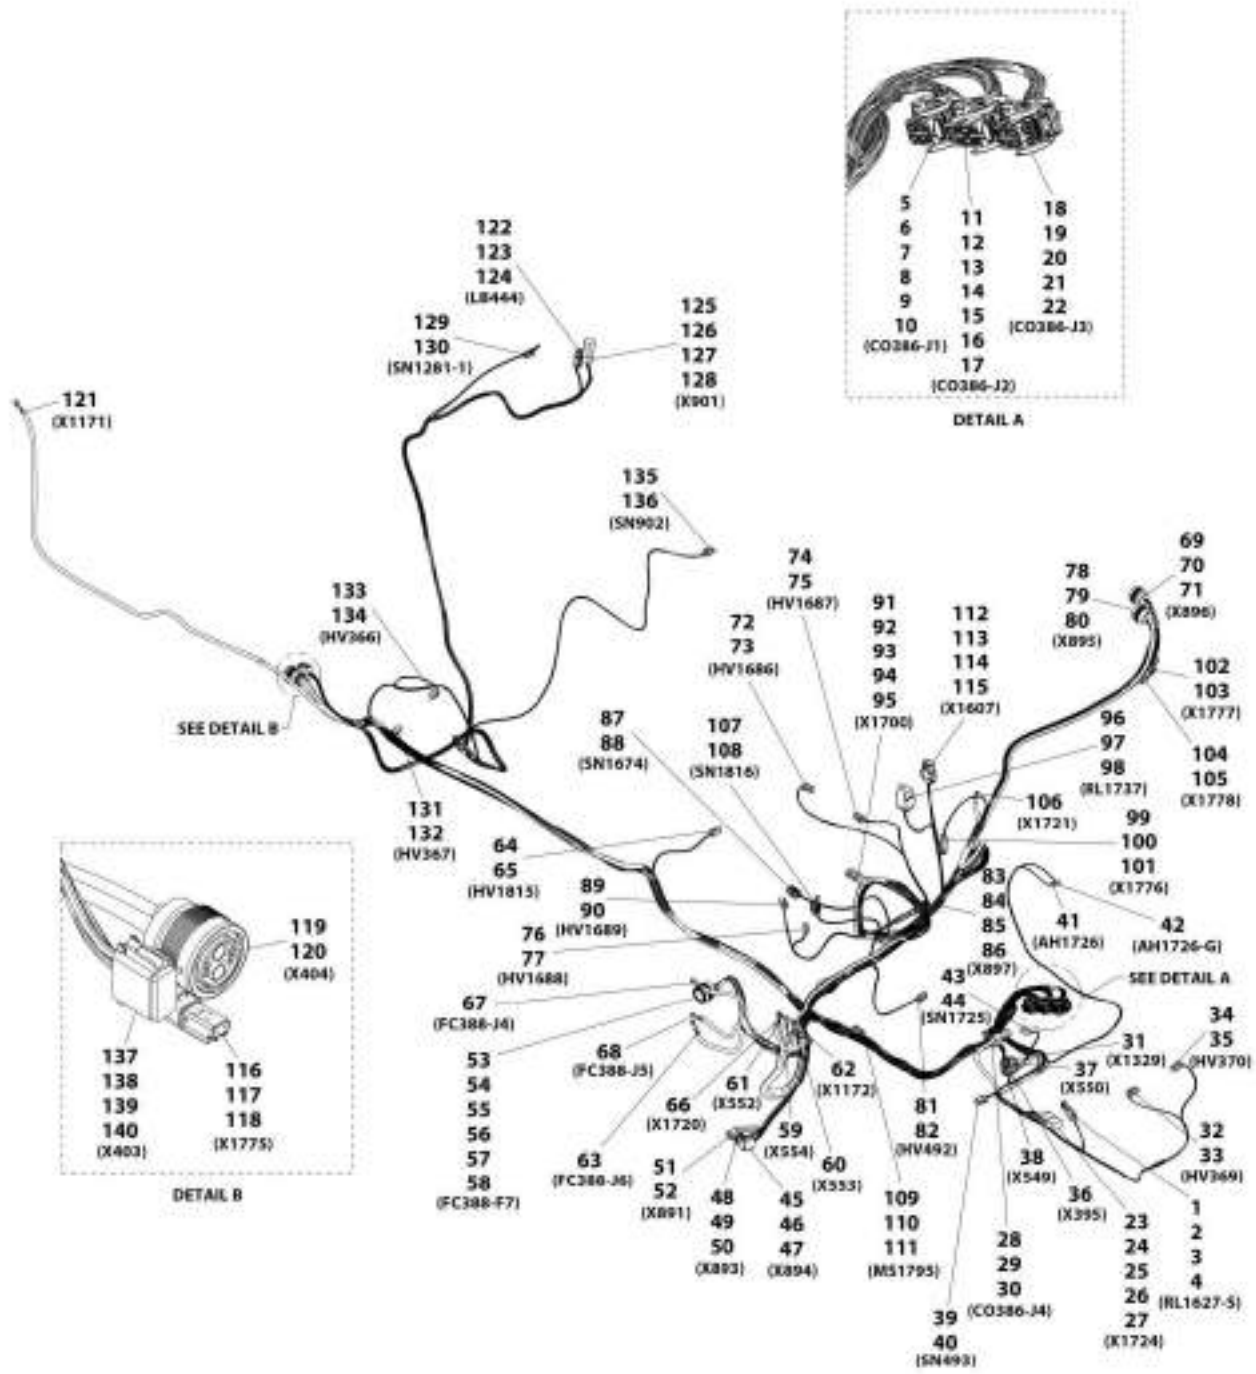 5
6
7
8
9
10
(CO386-J1)
11
12
13
14
15
16
17
(CO386-J2)
18
19
20
21
22
(CO386-J3)
DETAIL A
122
123
124
(LB444)
129
130
(SN1281-1)
125
126
127
128
(X901)
121
(X1171)
135
136
(SN902)
133
134
(HV366)
SEE DETAIL B
131
132
(HV367)
74
75
(HV1687)
72
73
(HV1686)
91
92
93
94
95
(X1700)
112
113
114
115
(X1607)
78
79
80
(X895)
69
70
71
(X896)
102
103
(X1777)
104
105
(X1778)
87
88
(SN1674)
107
108
(SN1816)
96
97
98
(RL1737)
106
(X1721)
99
100
101
(X1776)
64
65
(HV1815)
89
90
(HV1689)
76
77
(HV1688)
83
84
85
86
(X897)
41
(AH1726)
42
(AH1726-G)
SEE DETAIL A
43
44
(SN1725)
67
(FC388-J4)
68
(FC388-J5)
53
54
55
56
57
58
(FC388-F7)
63
(FC388-J6)
66
(X1720)
61
(X552)
62
(X1172)
59
(X554)
60
(X553)
51
52
(X891)
48
49
50
(X893)
45
46
47
(X894)
81
82
(HV492)
109
110
111
(MS1795)
31
(X1329)
34
35
(HV370)
37
(X550)
38
(X549)
36
(X395)
32
33
(HV369)
39
40
(SN493)
28
29
30
(CO386-J4)
23
24
25
26
27
(X1724)
1
2
3
4
(RL1627-5)
119
120
(X404)
137
138
139
140
(X403)
116
117
118
(X1775)
DETAIL B